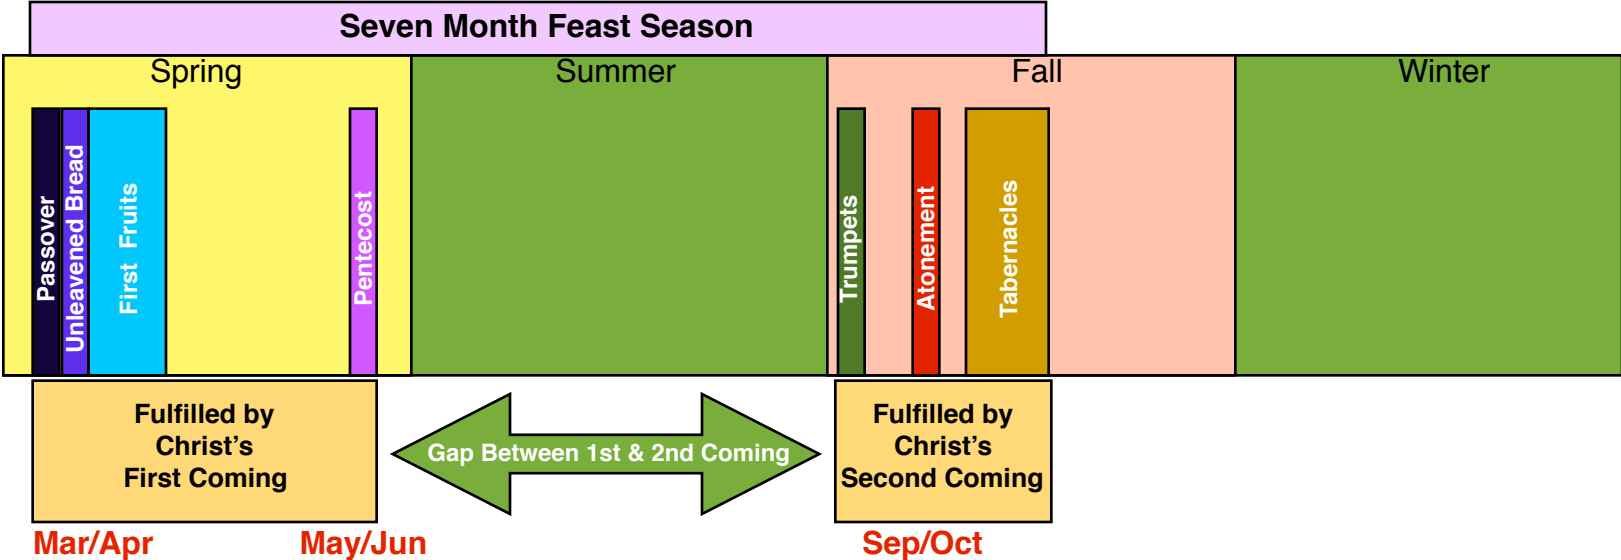 Seven Month Feast Season
Spring
Summer
Fall
Winter
Passover
Unleavened Bread
First Fruits
Pentecost
Trumpets
Atonement
Tabernacles
Fulfilled by
Christ's
First Coming
Gap Between 1st & 2nd Coming
Fulfilled by
Christ's
Second Coming
Mar/Apr
May/Jun
Sep/Oct